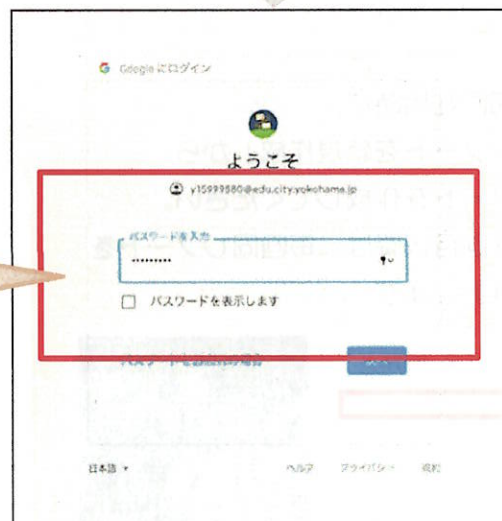 Google にログイン
ようこそ
y15999580@edu.city.yokohama.jp
パスワードを入力
•••••••••
パスワードを表示します
日本語
ヘルプ プライバシー 規約